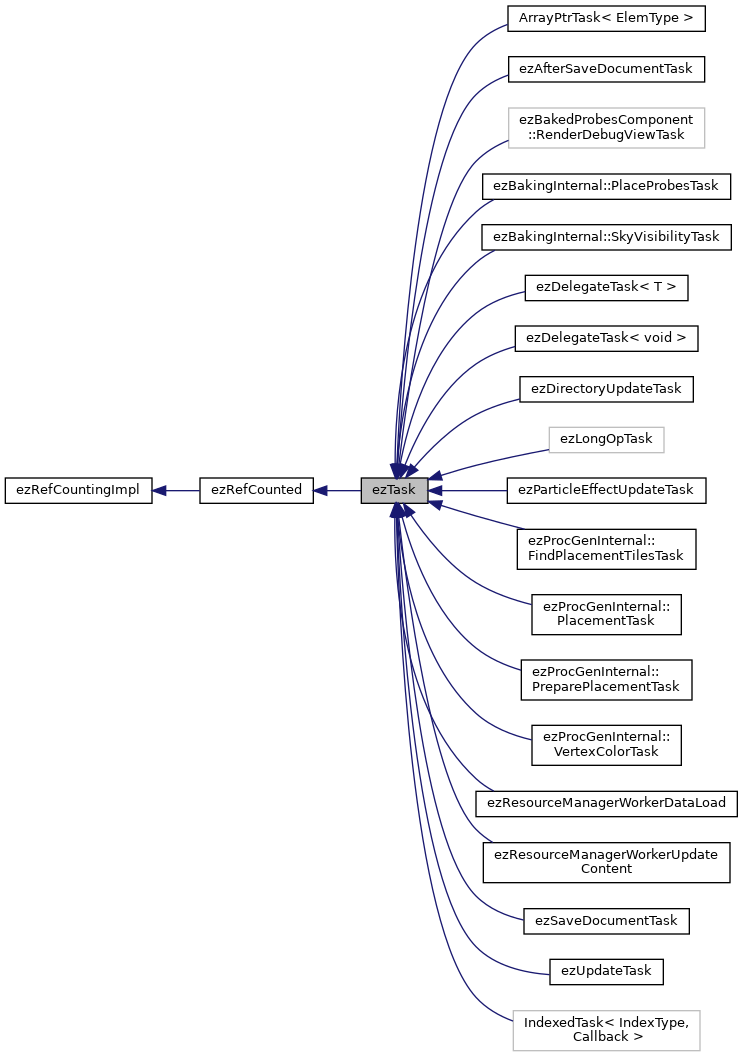 ArrayPtrTask< ElemType >
ezAfterSaveDocumentTask
ezBakedProbesComponent
::RenderDebugViewTask
ezBakingInternal::PlaceProbesTask
ezBakingInternal::SkyVisibilityTask
ezDelegateTask< T >
ezDelegateTask< void >
ezDirectoryUpdateTask
ezLongOpTask
ezRefCountingImpl
ezRefCounted
ezTask
ezParticleEffectUpdateTask
ezProcGenInternal::
FindPlacementTilesTask
ezProcGenInternal::
PlacementTask
ezProcGenInternal::
PreparePlacementTask
ezProcGenInternal::
VertexColorTask
ezResourceManagerWorkerDataLoad
ezResourceManagerWorkerUpdate
Content
ezSaveDocumentTask
ezUpdateTask
IndexedTask< IndexType,
Callback >